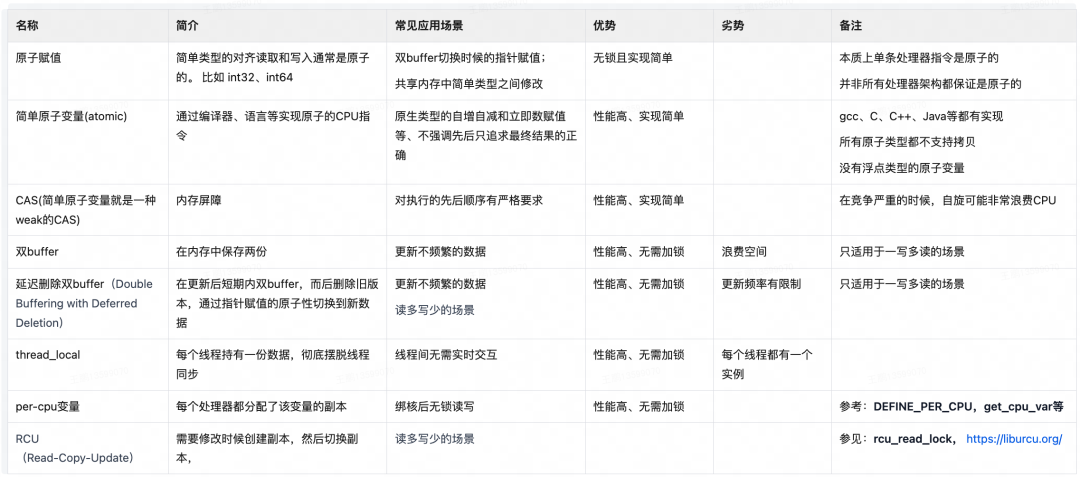 名称
简介
常见应用场景
优势
劣势
备注
原子赋值
简单类型的对齐读取和写入通常是原子
的。 比如 int32、int64
双buffer切换时候的指针赋值；
共享内存中简单类型之间修改
无锁且实现简单
本质上单条处理器指令是原子的
并非所有处理器架构都保证是原子的
简单原子变量(atomic)
通过编译器、语言等实现原子的CPU指
令
原生类型的自增自减和立即数赋值
等、不强调先后只追求最终结果的正
确
性能高、实现简单
gcc、C、C++、Java等都有实现
所有原子类型都不支持拷贝
没有浮点类型的原子变量
CAS(简单原子变量就是一种
weak的CAS)
内存屏障
对执行的先后顺序有严格要求
性能高、实现简单
在竞争严重的时候，自旋可能非常浪费CPU
双buffer
在内存中保存两份
更新不频繁的数据
性能高、无需加锁
浪费空间
只适用于一写多读的场景
延迟删除双buffer（Double
Buffering with Deferred
Deletion）
在更新后短期内双buffer，而后删除旧版
本，通过指针赋值的原子性切换到新数
据
更新不频繁的数据
读多写少的场景
性能高、无需加锁
更新频率有限制
只适用于一写多读的场景
thread_local
每个线程持有一份数据，彻底摆脱线程
同步
线程间无需实时交互
性能高、无需加锁
每个线程都有一个
实例
per-cpu变量
每个处理器都分配了该变量的副本
绑核后无锁读写
性能高、无需加锁
参考：DEFINE_PER_CPU，get_cpu_var等
RCU
（Read-Copy-Update）
需要修改时候创建副本，然后切换副
本，
读多写少的场景
参见：rcu_read_lock， https://liburcu.org/